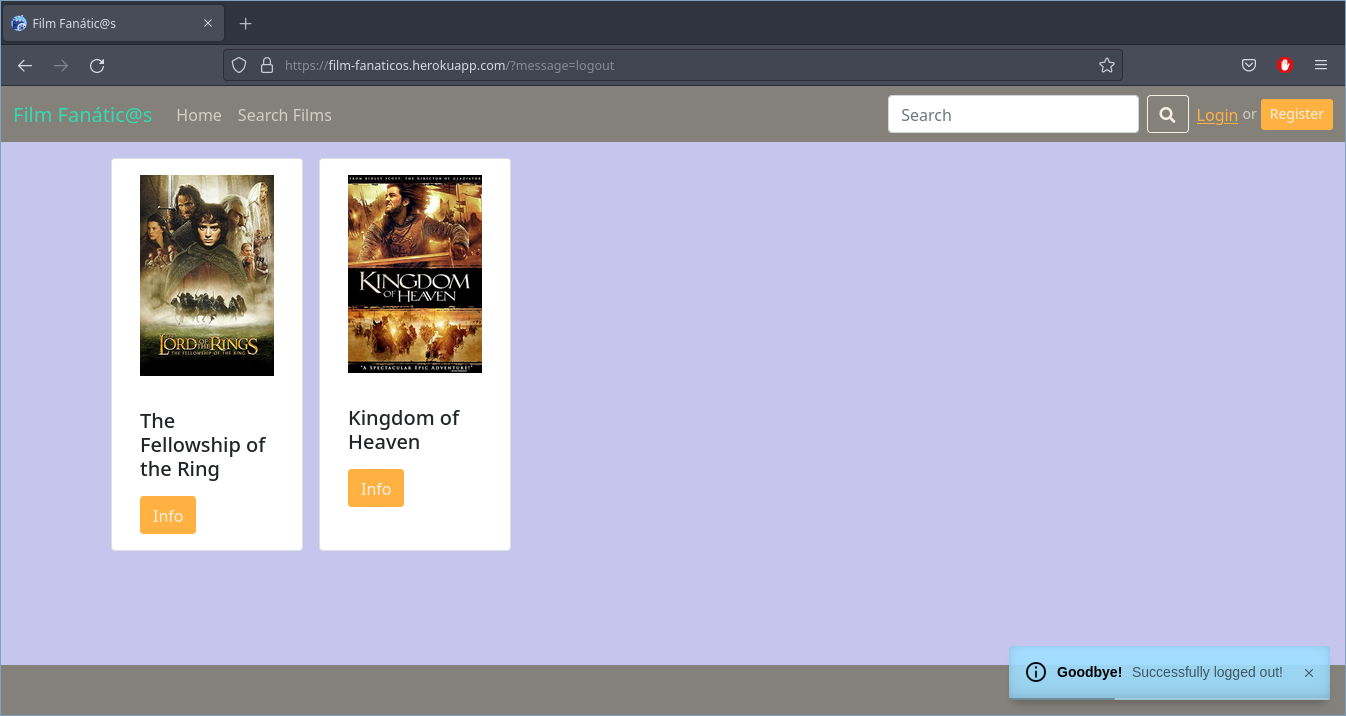 Film Fanátic@s
https://film-fanaticos.herokuapp.com/?message=logout
Film Fanátic@s Home Search Films Search Login or Register
FROM RIDLEY SCOTT, THE DIRECTOR OF GLADIATOR
KINGDOM
OF HEAVEN
"A SPECTACULAR EPIC ADVENTURE!"
THE
LORD OF THE RINGS
THE FELLOWSHIP OF THE RING
The
Fellowship of
the Ring
Info
Kingdom of
Heaven
Info
Goodbye! Successfully logged out!